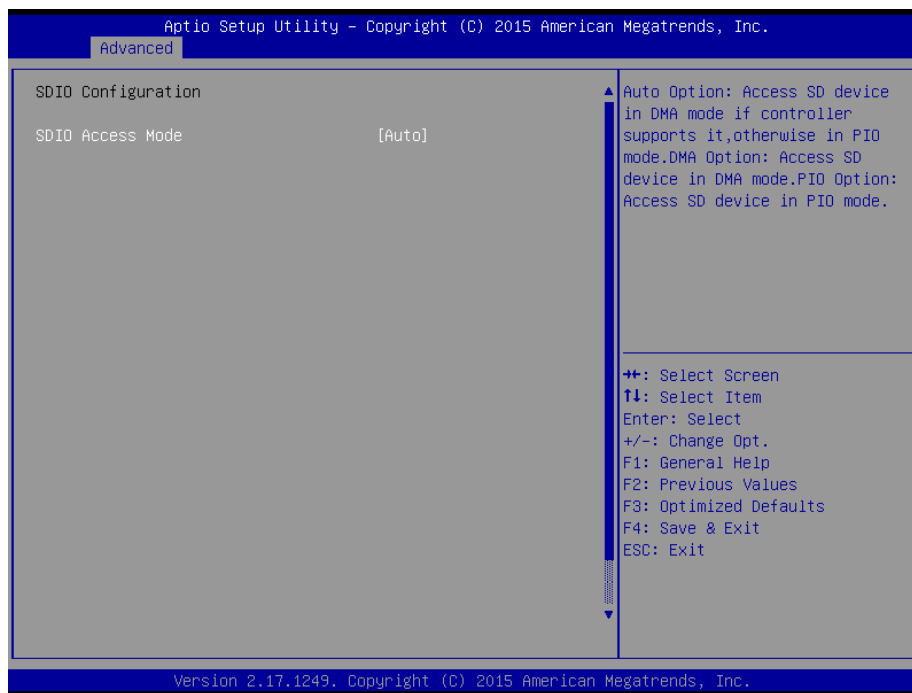 Aptio Setup Utility – Copyright (C) 2015 American Megatrends, Inc.
Advanced
SDIO Configuration
SDIO Access Mode [Auto]
Auto Option: Access SD device
in DMA mode if controller
supports it,otherwise in PIO
mode.DMA Option: Access SD
device in DMA mode.PIO Option:
Access SD device in PIO mode.
→←: Select Screen
↑↓: Select Item
Enter: Select
+/-: Change Opt.
F1: General Help
F2: Previous Values
F3: Optimized Defaults
F4: Save & Exit
ESC: Exit
Version 2.17.1249. Copyright (C) 2015 American Megatrends, Inc.